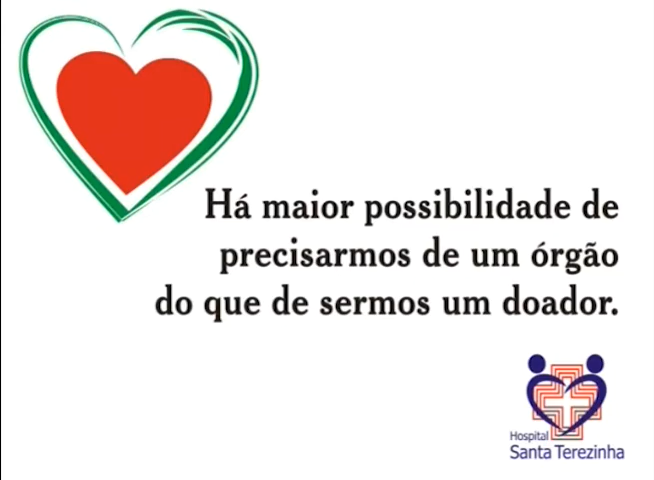 Há maior possibilidade de
precisarmos de um órgão
do que de sermos um doador.
Hospital
Santa Terezinha